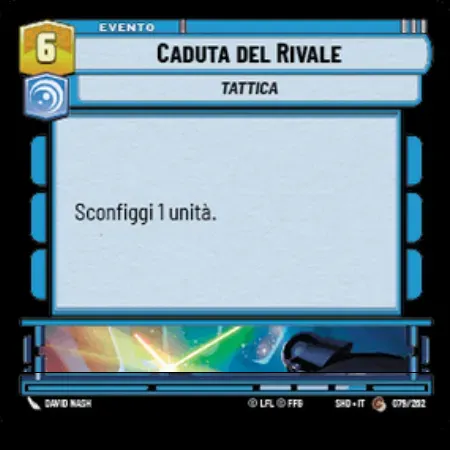 EVENTO
6
CADUTA DEL RIVALE
TATTICA
Sconfiggi 1 unità.
DAVID NASH
© LFL © FFG
SHD • IT
079/262